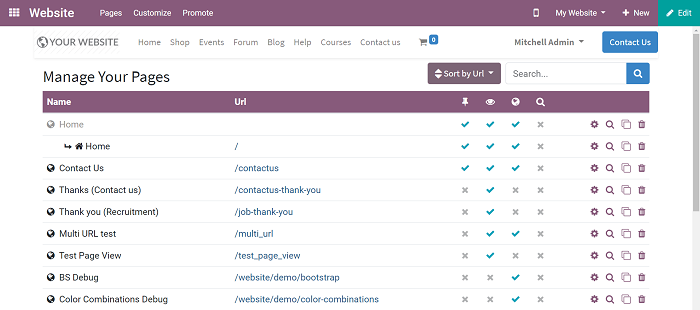 Website Pages Customize Promote My Website + New Edit
YOUR WEBSITE Home Shop Events Forum Blog Help Courses Contact us 0 Mitchell Admin Contact Us
Manage Your Pages Sort by Url Search...
Name Url
Home
Home /
Contact Us /contactus
Thanks (Contact us) /contactus-thank-you
Thank you (Recruitment) /job-thank-you
Multi URL test /multi_url
Test Page View /test_page_view
BS Debug /website/demo/bootstrap
Color Combinations Debug /website/demo/color-combinations